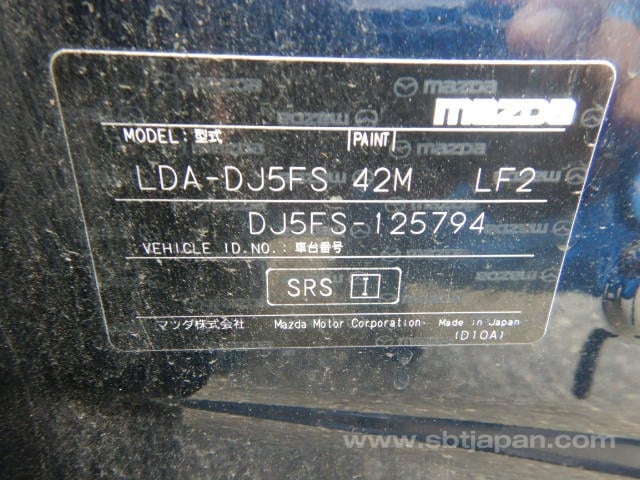 mazda
MODEL: 型式 PAINT
LDA-DJ5FS 42M LF2
DJ5FS-125794
VEHICLE ID.NO.: 車台番号
SRS I
マツダ株式会社 Mazda Motor Corporation Made in Japan
(D10A)
www.sbtjapan.com